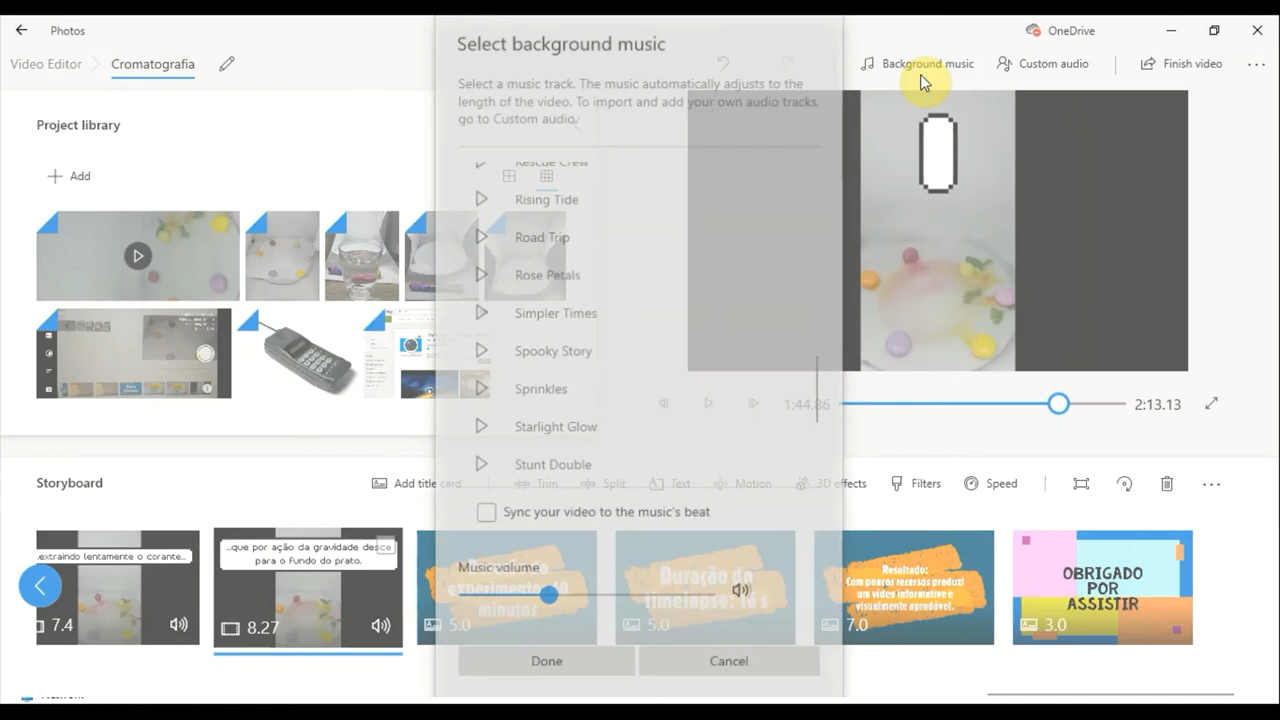 Photos
OneDrive
Video Editor
Cromatografia
Background music
Custom audio
Finish video
Select background music
Select a music track. The music automatically adjusts to the
length of the video. To import and add your own audio tracks,
go to Custom audio.
Project library
Add
Rescue Crew
Rising Tide
Road Trip
Rose Petals
Simpler Times
Spooky Story
Sprinkles
Starlight Glow
Stunt Double
1:44.86
2:13.13
Storyboard
Add title card
Trim
Split
Text
Motion
3D effects
Filters
Speed
Sync your video to the music's beat
Music volume
.extraindo lentamente o corante...
7.4
...que por ação da gravidade desce
para o fundo do prato.
8.27
experimento: 40
minutos
5.0
Duração do
timelapse: 18 s
5.0
Resultado:
Com poucos recursos produzi
um vídeo informativo e
visualmente agradável.
7.0
OBRIGADO
POR
ASSISTIR
3.0
Done
Cancel